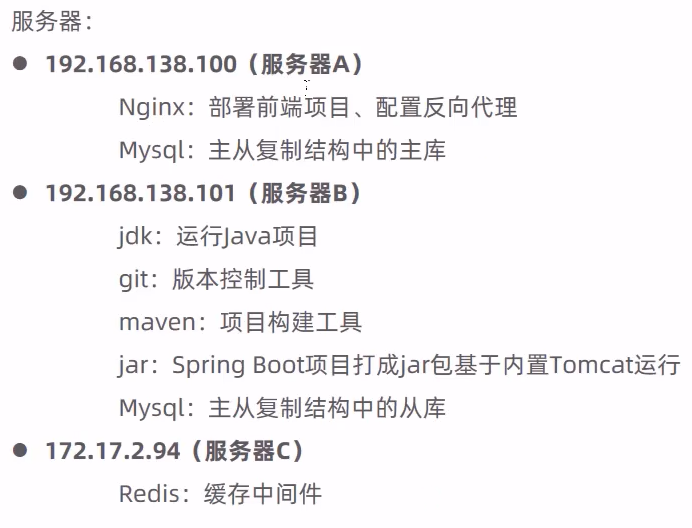 服务器：
● 192.168.138.100（服务器A）
Nginx：部署前端项目、配置反向代理
Mysql：主从复制结构中的主库
● 192.168.138.101（服务器B）
jdk：运行Java项目
git：版本控制工具
maven：项目构建工具
jar：Spring Boot项目打成jar包基于内置Tomcat运行
Mysql：主从复制结构中的从库
● 172.17.2.94（服务器C）
Redis：缓存中间件